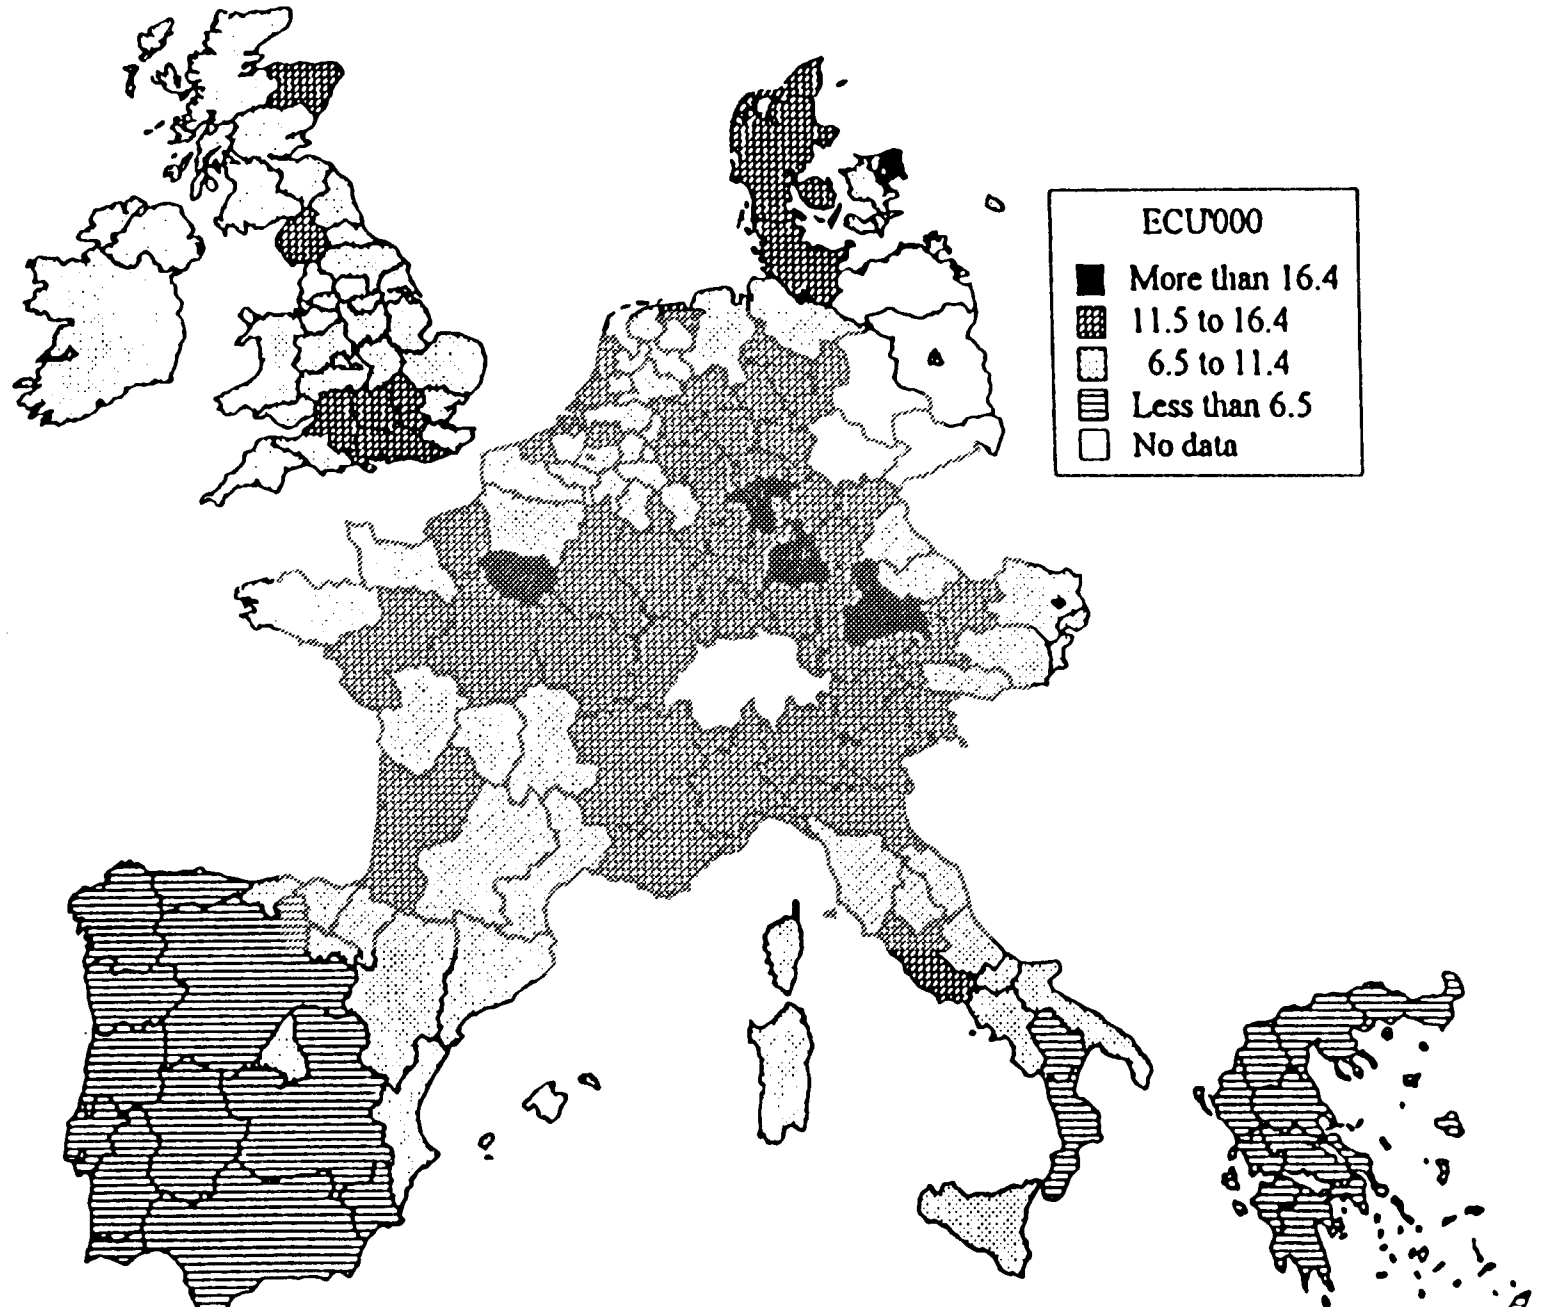 ECU'000
More than 16.4
11.5 to 16.4
6.5 to 11.4
Less than 6.5
No data